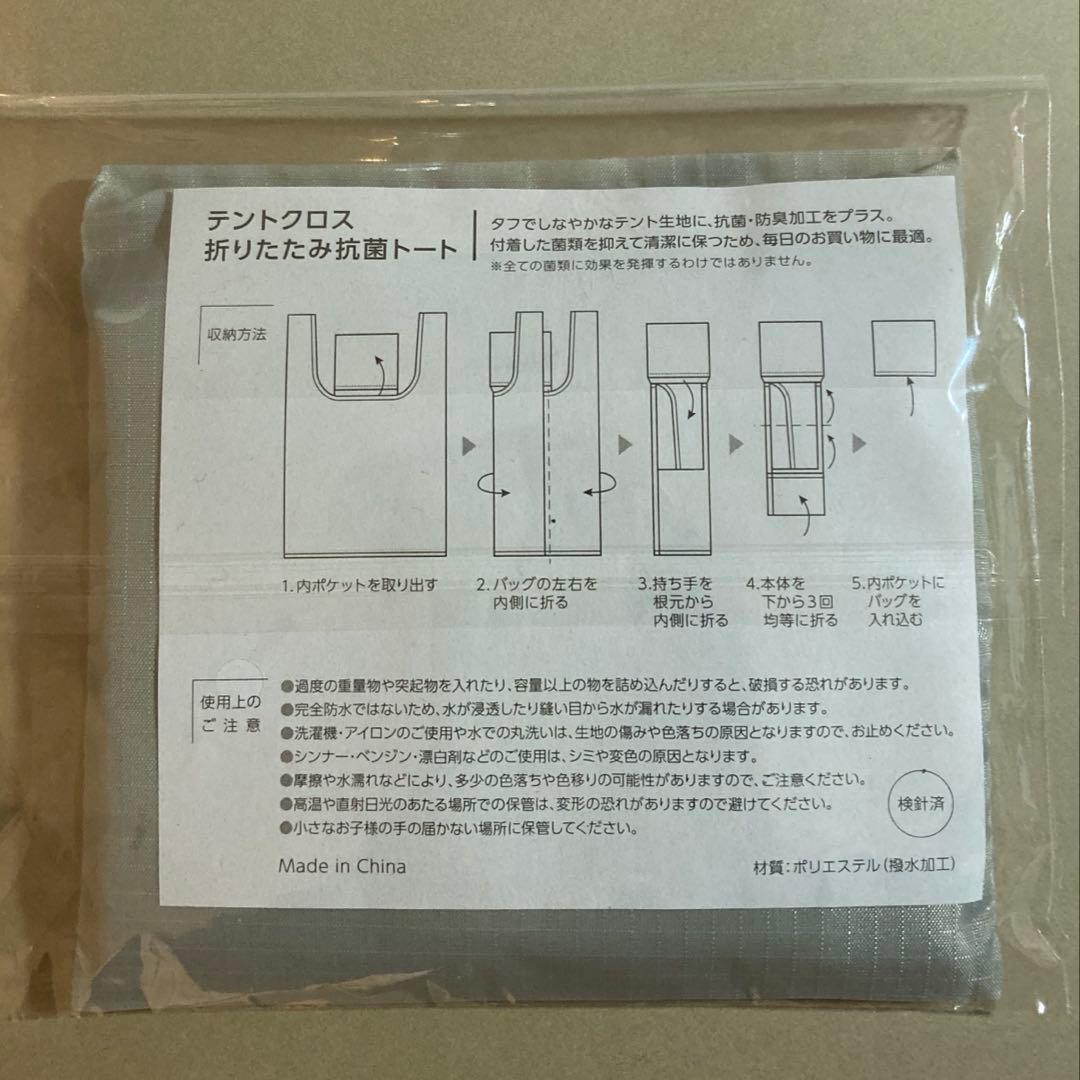 テントクロス
折りたたみ抗菌トート
タフでしなやかなテント生地に、抗菌・防臭加工をプラス。
付着した菌類を抑えて清潔に保つため、毎日のお買い物に最適。
※全ての菌類に効果を発揮するわけではありません。
収納方法
1.内ポケットを取り出す
2.バッグの左右を
内側に折る
3.持ち手を
根元から
内側に折る
4.本体を
下から3回
均等に折る
5.内ポケットに
バッグを
入れ込む
使用上の
ご注意
●過度の重量物や突起物を入れたり、容量以上の物を詰め込んだりすると、破損する恐れがあります。
●完全防水ではないため、水が浸透したり縫い目から水が漏れたりする場合があります。
●洗濯機・アイロンのご使用や水での丸洗いは、生地の傷みや色落ちの原因となりますので、お止めください。
●シンナー・ベンジン・漂白剤などのご使用は、シミや変色の原因となります。
●摩擦や水濡れなどにより、多少の色落ちや色移りの可能性がありますので、ご注意ください。
●高温や直射日光のあたる場所での保管は、変形の恐れがありますので避けてください。
●小さなお子様の手の届かない場所に保管してください。
検針済
Made in China
材質:ポリエステル(撥水加工)